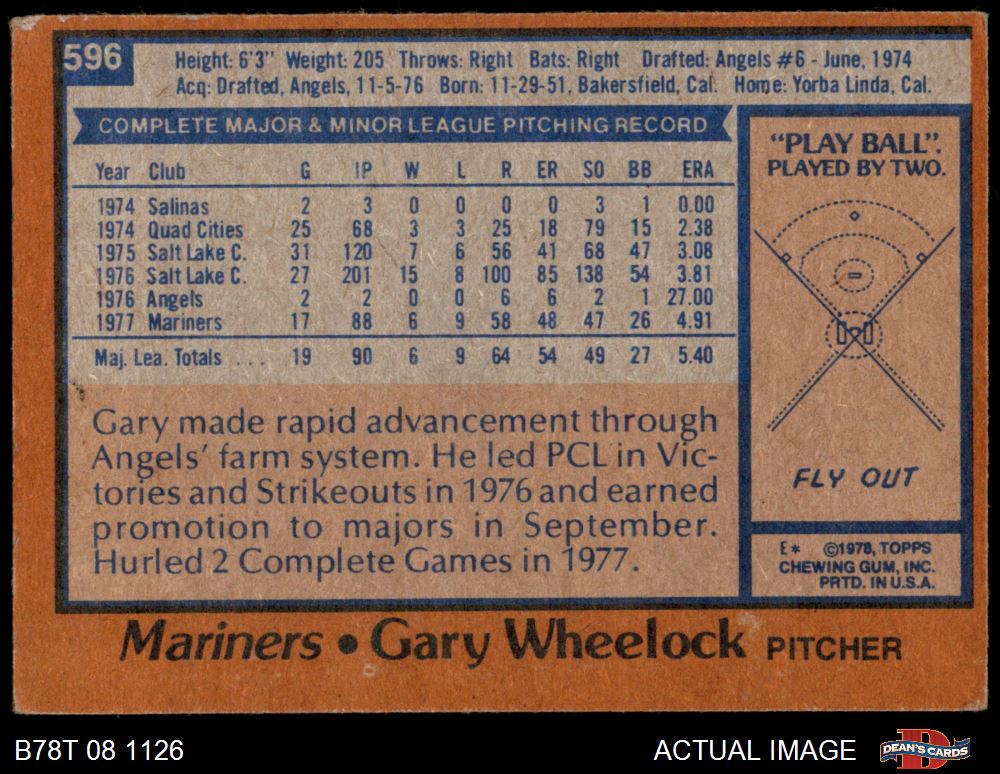 596
Height: 6'3" Weight: 205 Throws: Right Bats: Right Drafted: Angels #6 - June, 1974
Acq: Drafted, Angels, 11-5-76 Born: 11-29-51, Bakersfield, Cal. Home: Yorba Linda, Cal.
COMPLETE MAJOR & MINOR LEAGUE PITCHING RECORD
Year Club G IP W L R ER SO BB ERA
1974 Salinas 2 3 0 0 0 0 3 1 0.00
1974 Quad Cities 25 68 3 3 25 18 79 15 2.38
1975 Salt Lake C. 31 120 7 6 56 41 68 47 3.08
1976 Salt Lake C. 27 201 15 8 100 85 138 54 3.81
1976 Angels 2 2 0 0 6 6 2 1 27.00
1977 Mariners 17 88 6 9 58 48 47 26 4.91
Maj. Lea. Totals . . . 19 90 6 9 64 54 49 27 5.40
Gary made rapid advancement through
Angels' farm system. He led PCL in Vic-
tories and Strikeouts in 1976 and earned
promotion to majors in September.
Hurled 2 Complete Games in 1977.
"PLAY BALL".
PLAYED BY TWO.
FLY OUT
E* ©1978, TOPPS
CHEWING GUM, INC.
PRTD. IN U.S.A.
Mariners • Gary Wheelock PITCHER
B78T 08 1126
ACTUAL IMAGE
D
DEAN'S CARDS